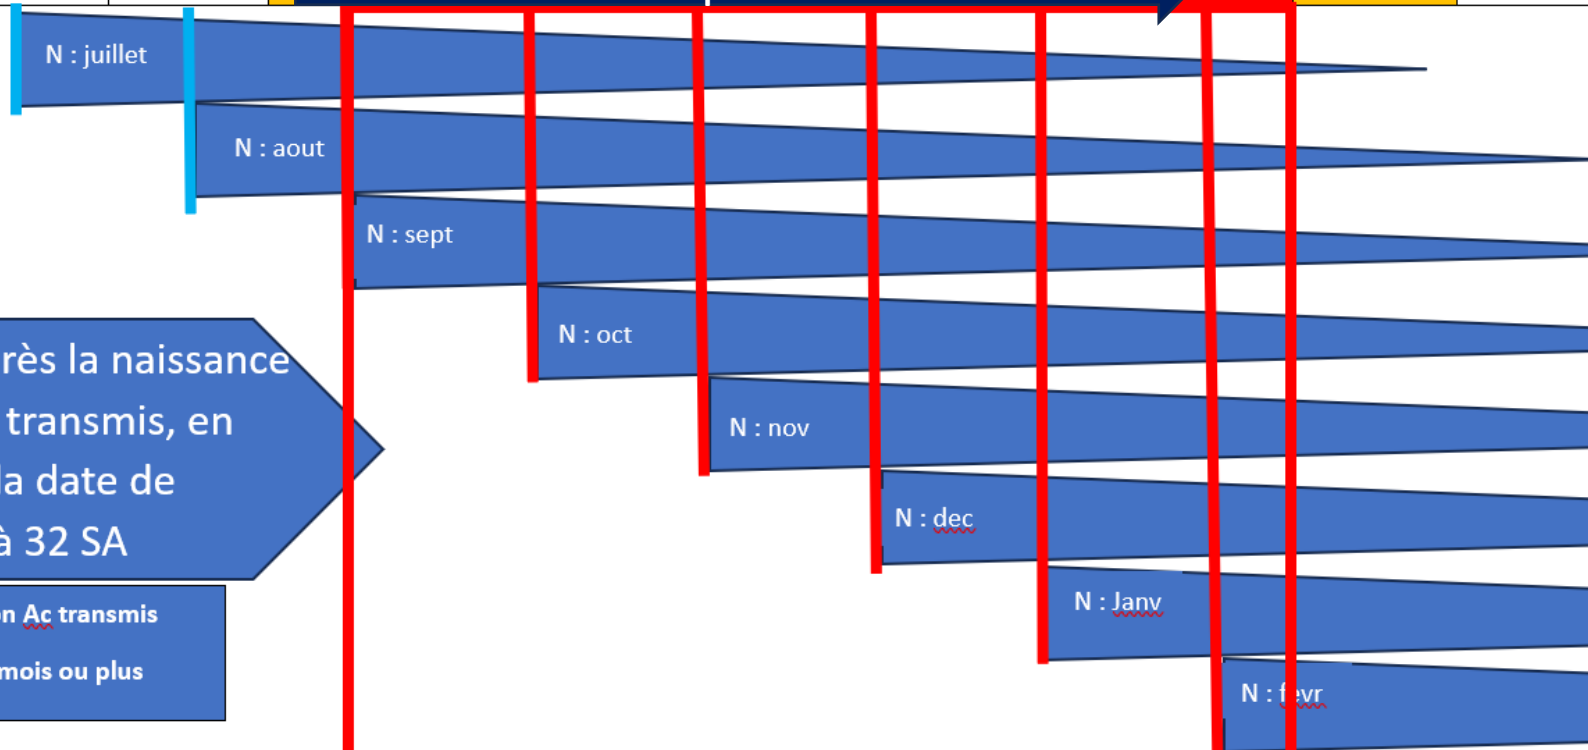 N : juillet
N : aout
N : sept
N : oct
rès la naissance
transmis, en
N : nov
la date de
à 32 SA
N : dec
N : Janv
n Ac transmis
mois ou plus
N : fevr